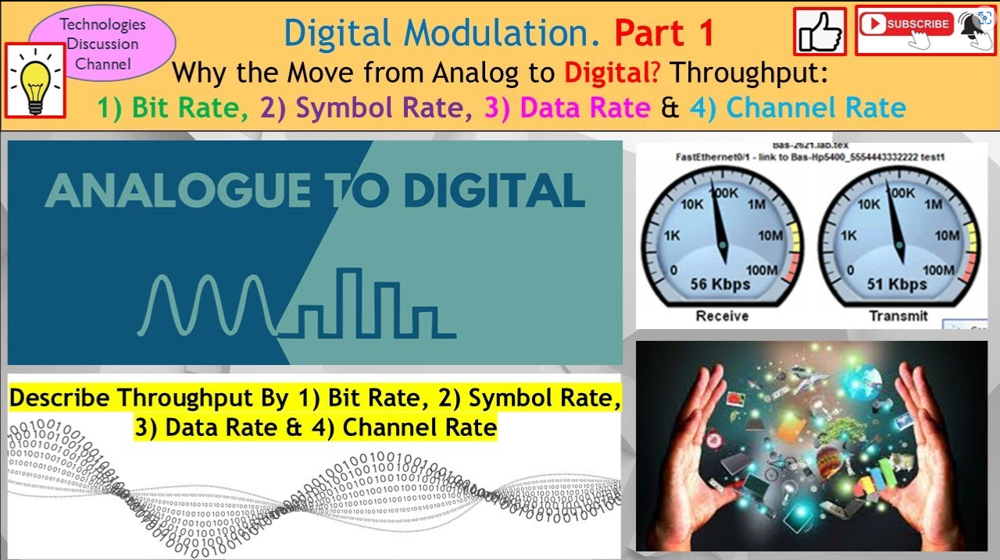 Technologies
Discussion
Channel
Digital Modulation. Part 1
SUBSCRIBE
Why the Move from Analog to Digital? Throughput:
1) Bit Rate, 2) Symbol Rate, 3) Data Rate & 4) Channel Rate
ANALOGUE TO DIGITAL
Bas-2621.lab.tex
FastEthernet0/1 - link to Bas-Hp5400_5554443332222 test1
0 1K 10K 100K 1M 10M 100M
56 Kbps
Receive
0 1K 10K 100K 1M 10M 100M
51 Kbps
Transmit
Describe Throughput By 1) Bit Rate, 2) Symbol Rate,
3) Data Rate & 4) Channel Rate